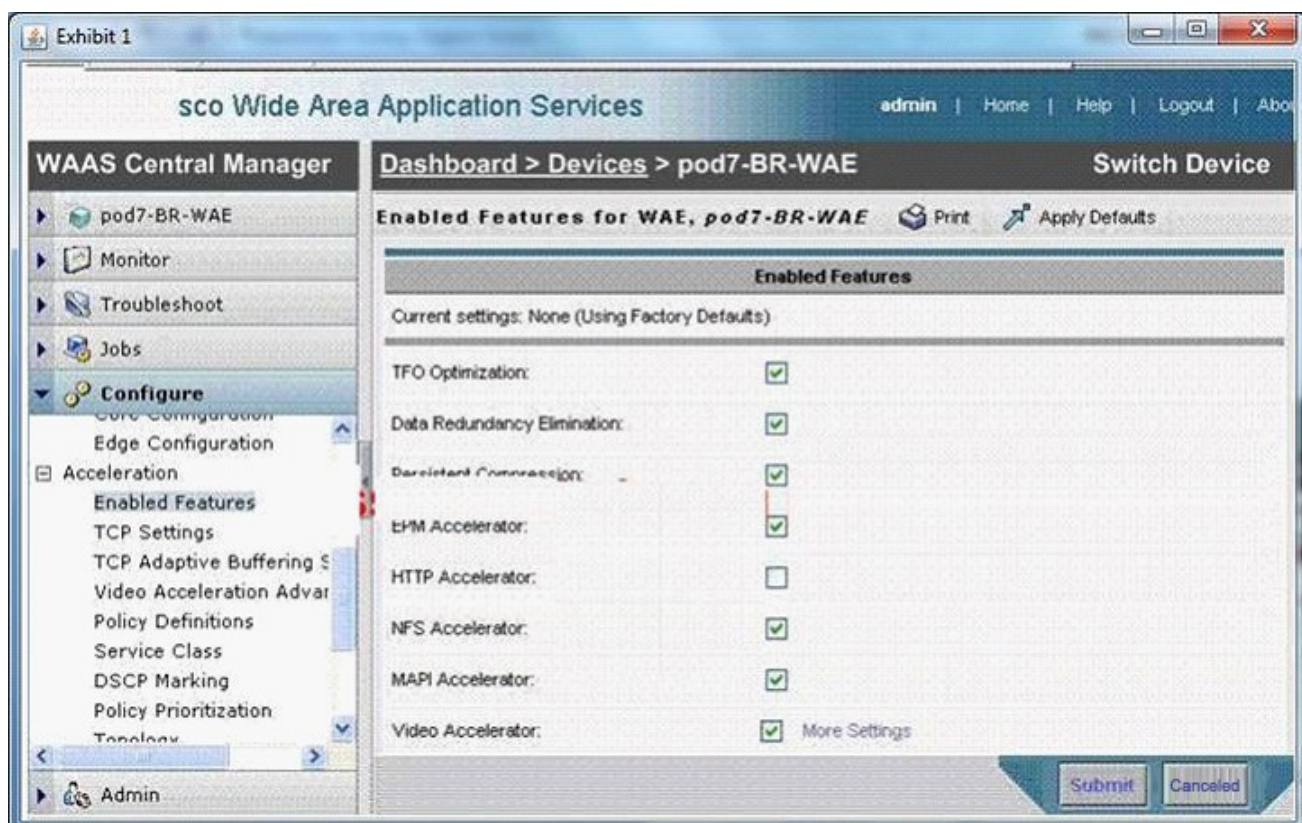 Exhibit 1
sco Wide Area Application Services
admin | Home | Help | Logout | Abou
WAAS Central Manager
pod7-BR-WAE
Monitor
Troubleshoot
Jobs
Configure
Core Configuration
Edge Configuration
Acceleration
Enabled Features
TCP Settings
TCP Adaptive Buffering S
Video Acceleration Advar
Policy Definitions
Service Class
DSCP Marking
Policy Prioritization
Topology
Admin
Dashboard > Devices > pod7-BR-WAE
Switch Device
Enabled Features for WAE, pod7-BR-WAE Print Apply Defaults
Enabled Features
Current settings: None (Using Factory Defaults)
TFO Optimization:
Data Redundancy Elimination:
Persistent Compression:
EPM Accelerator:
HTTP Accelerator:
NFS Accelerator:
MAPI Accelerator:
Video Accelerator: More Settings
Submit Canceled